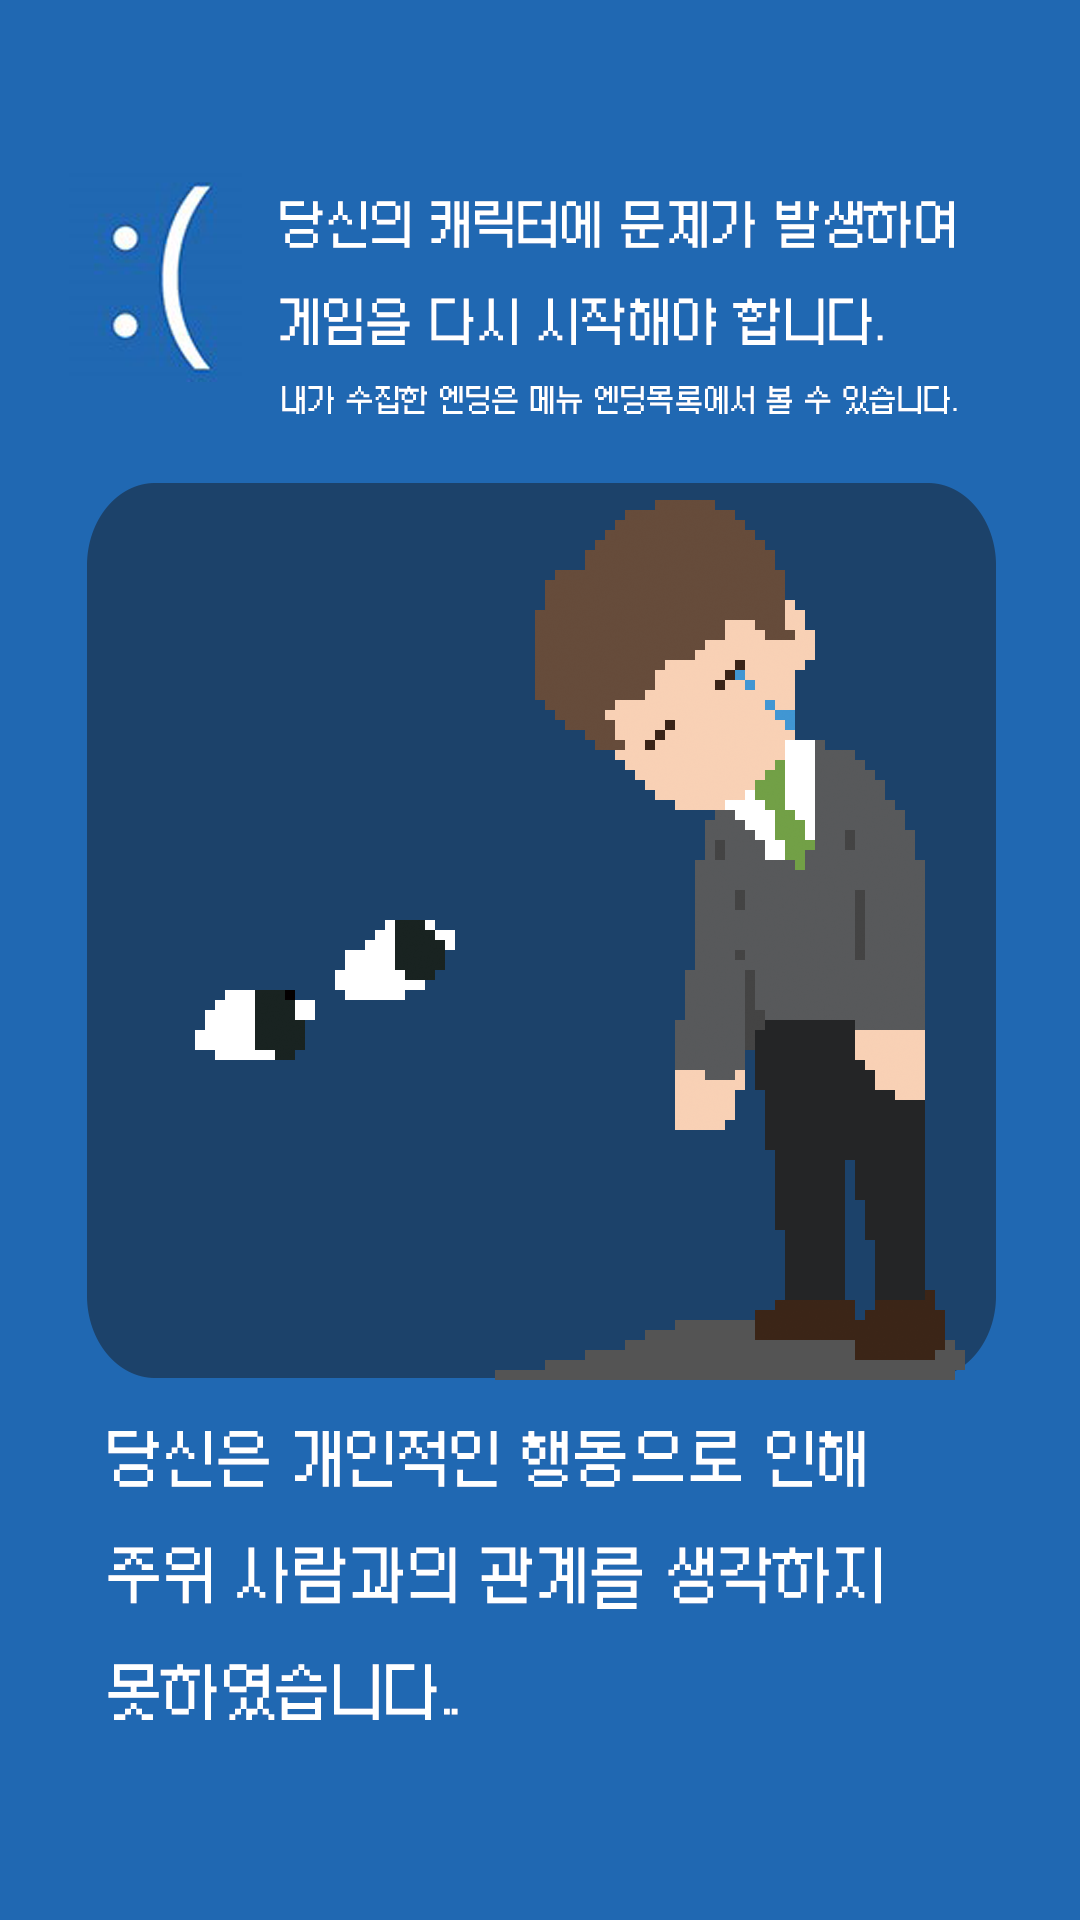 :(
당신의 캐릭터에 문제가 발생하여
게임을 다시 시작해야 합니다.
내가 수집한 엔딩은 메뉴 엔딩목록에서 볼 수 있습니다.
당신은 개인적인 행동으로 인해
주위 사람과의 관계를 생각하지
못하였습니다..